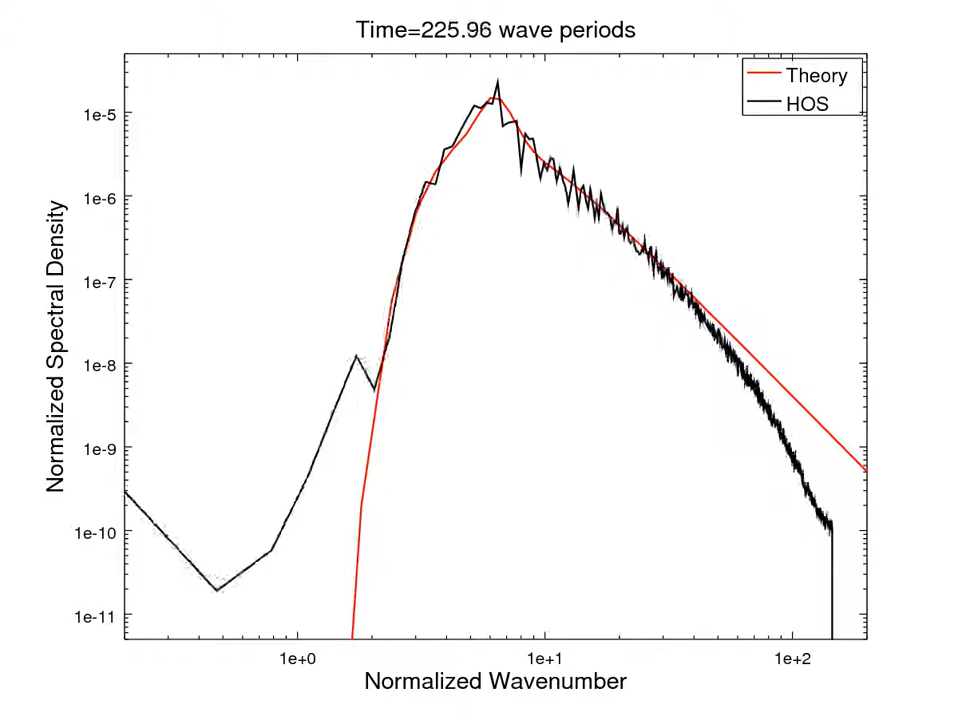 Time=225.96 wave periods
Theory
HOS
1e-5
1e-6
1e-7
1e-8
1e-9
1e-10
1e-11
Normalized Spectral Density
1e+0
1e+1
1e+2
Normalized Wavenumber